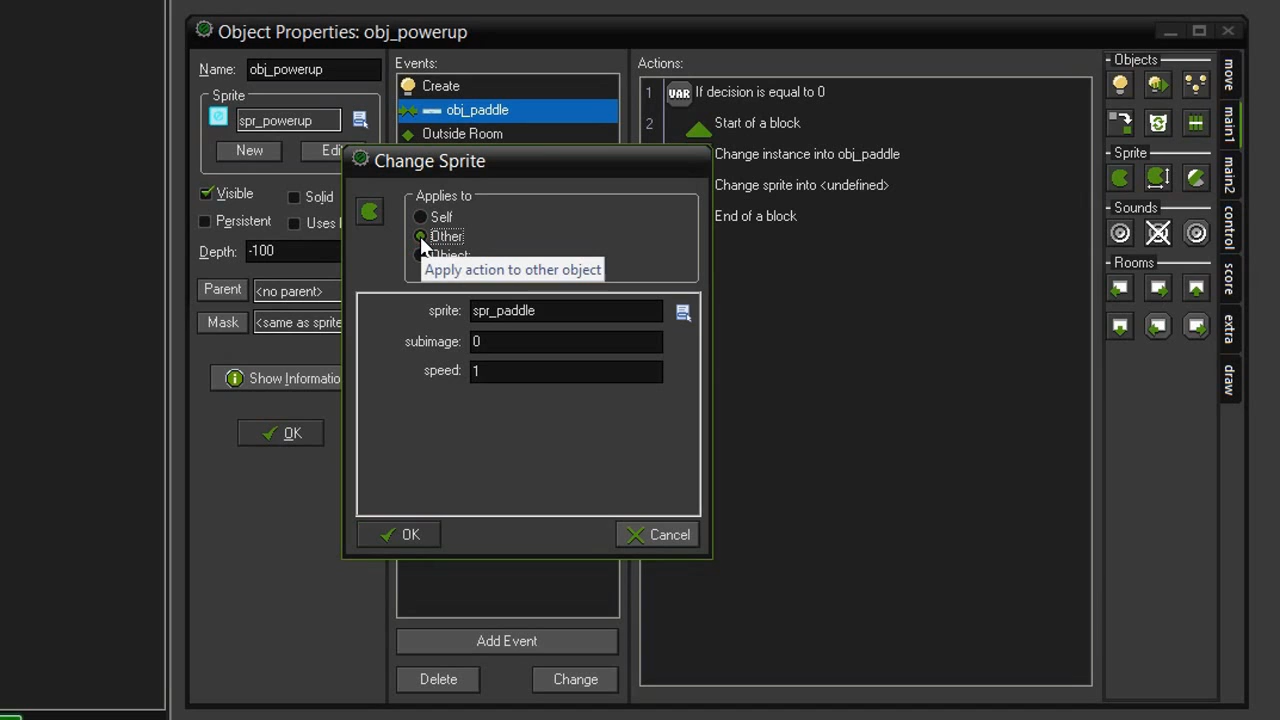 Object Properties: obj_powerup
Name: obj_powerup
Sprite
spr_powerup
New
Edi
Visible
Solid
Persistent
Uses
Depth: -100
Parent
<no parent>
Mask
<same as sprite
Show Informatio
OK
Events:
Create
obj_paddle
Outside Room
Add Event
Delete
Change
Change Sprite
Applies to
Self
Other
Object:
Apply action to other object
sprite: spr_paddle
subimage: 0
speed: 1
OK
Cancel
Actions:
1 VAR If decision is equal to 0
2 Start of a block
Change instance into obj_paddle
Change sprite into <undefined>
End of a block
Objects
Sprite
Sounds
Rooms
move
main1
main2
control
score
extra
draw